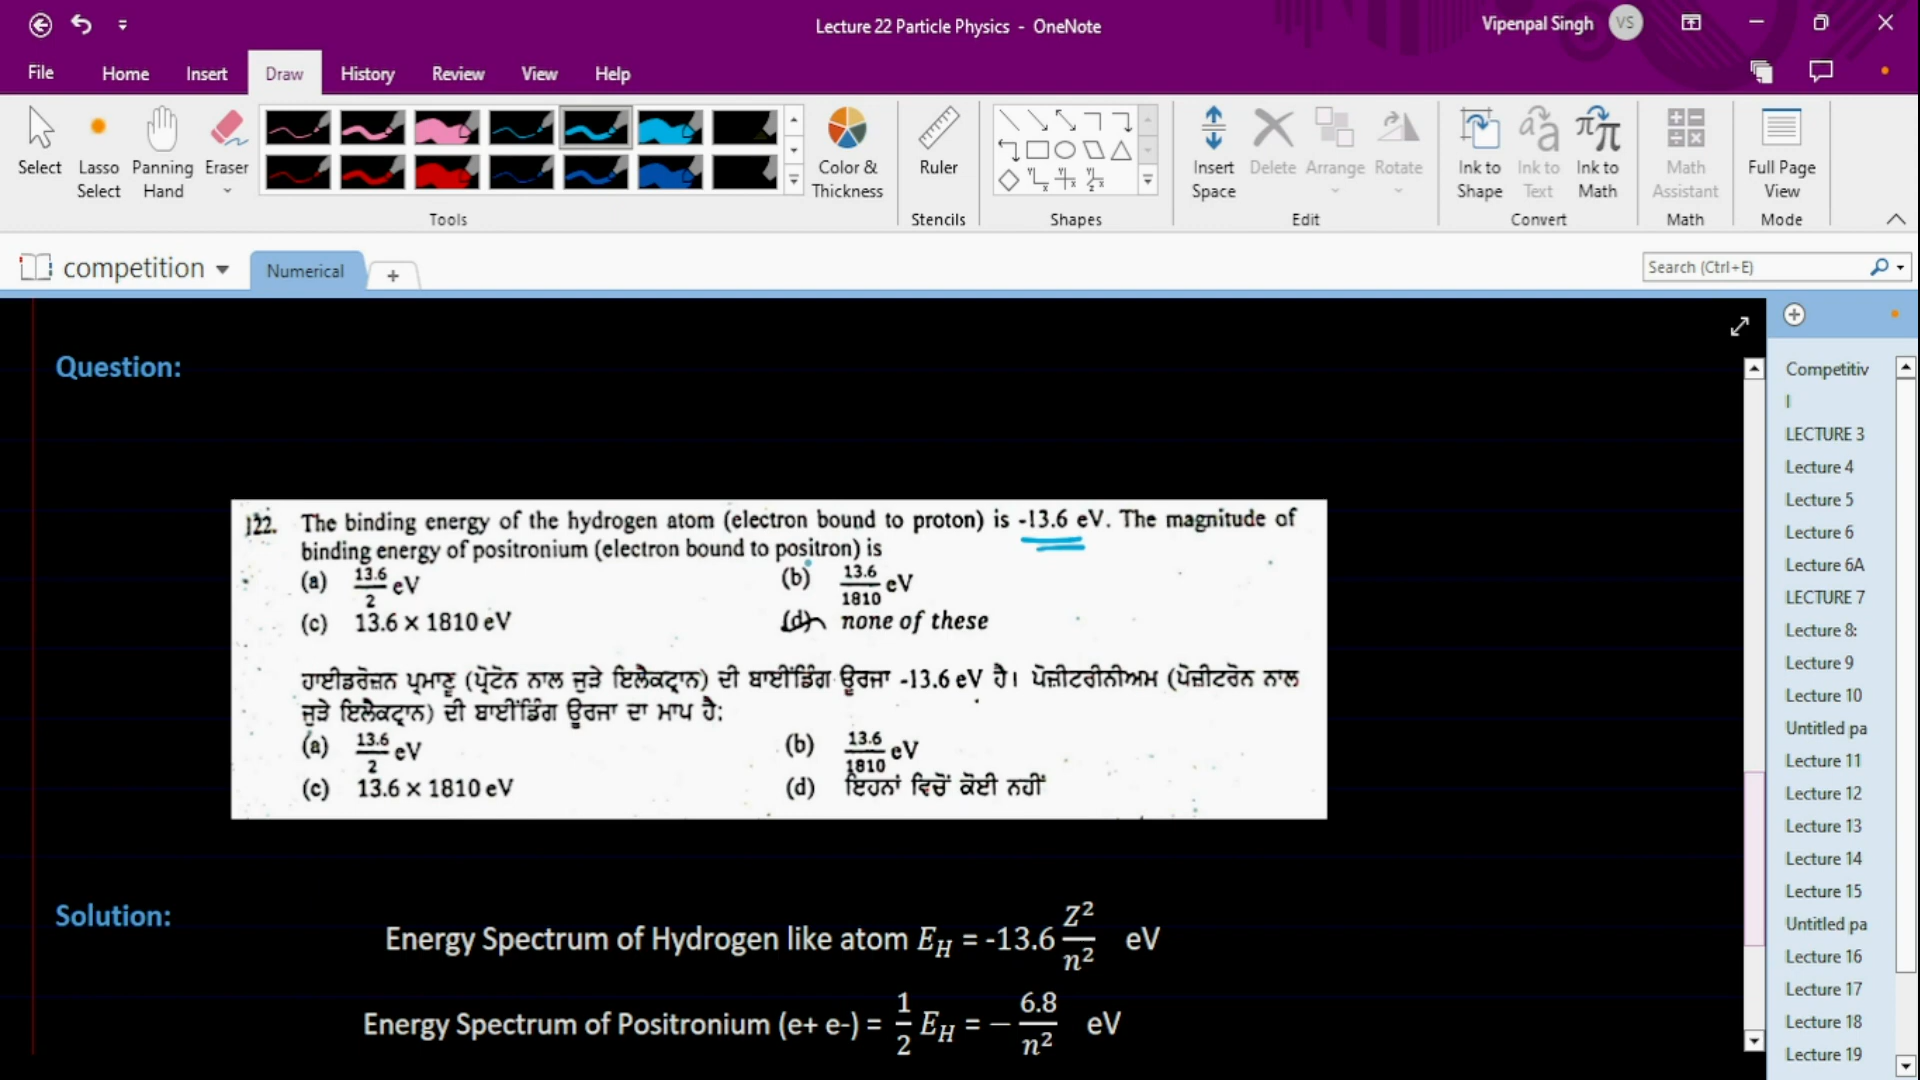 Lecture 22 Particle Physics - OneNote
Vipenpal Singh
VS
File
Home
Insert
Draw
History
Review
View
Help
Select
Lasso Select
Panning Hand
Eraser
Tools
Color & Thickness
Ruler
Stencils
Shapes
Insert Space
Delete
Arrange
Rotate
Edit
Ink to Shape
Ink to Text
Ink to Math
Convert
Math Assistant
Math
Full Page View
Mode
competition
Numerical
Search (Ctrl+E)
Question:
122. The binding energy of the hydrogen atom (electron bound to proton) is -13.6 eV. The magnitude of
binding energy of positronium (electron bound to positron) is
(a) 13.6/2 eV
(b) 13.6/1810 eV
(c) 13.6 × 1810 eV
(d) none of these
ਹਾਈਡਰੋਜ਼ਨ ਪ੍ਰਮਾਣੂ (ਪ੍ਰੋਟੋਨ ਨਾਲ ਜੁੜੇ ਇਲੈਕਟ੍ਰਾਨ) ਦੀ ਬਾਈਂਡਿੰਗ ਊਰਜਾ -13.6 eV ਹੈ। ਪੋਜ਼ੀਟਰੀਨੀਅਮ (ਪੋਜ਼ੀਟਰੋਨ ਨਾਲ
ਜੁੜੇ ਇਲੈਕਟ੍ਰਾਨ) ਦੀ ਬਾਈਂਡਿੰਗ ਊਰਜਾ ਦਾ ਮਾਪ ਹੈ:
(a) 13.6/2 eV
(b) 13.6/1810 eV
(c) 13.6 × 1810 eV
(d) ਇਹਨਾਂ ਵਿਚੋਂ ਕੋਈ ਨਹੀਂ
Solution:
Energy Spectrum of Hydrogen like atom E_H = -13.6 Z²/n² eV
Energy Spectrum of Positronium (e+ e-) = 1/2 E_H = − 6.8/n² eV
Competitiv
l
LECTURE 3
Lecture 4
Lecture 5
Lecture 6
Lecture 6A
LECTURE 7
Lecture 8:
Lecture 9
Lecture 10
Untitled pa
Lecture 11
Lecture 12
Lecture 13
Lecture 14
Lecture 15
Untitled pa
Lecture 16
Lecture 17
Lecture 18
Lecture 19